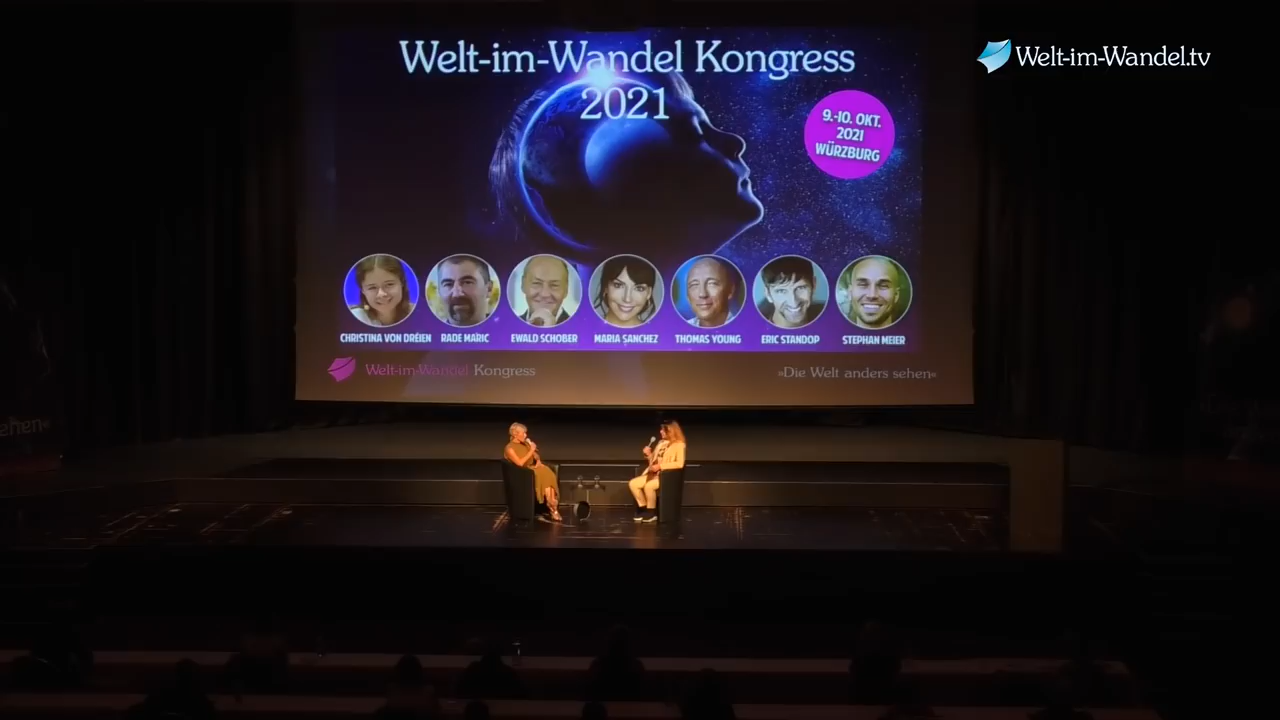 Welt-im-Wandel Kongress
2021
Welt-im-Wandel.tv
9.-10. OKT.
2021
WÜRZBURG
CHRISTINA VON DREIEN
RADE MARIC
EWALD SCHOBER
MARIA SANCHEZ
THOMAS YOUNG
ERIC STANDOP
STEPHAN MEIER
Welt-im-Wandel Kongress
»Die Welt anders sehen«
ehen«